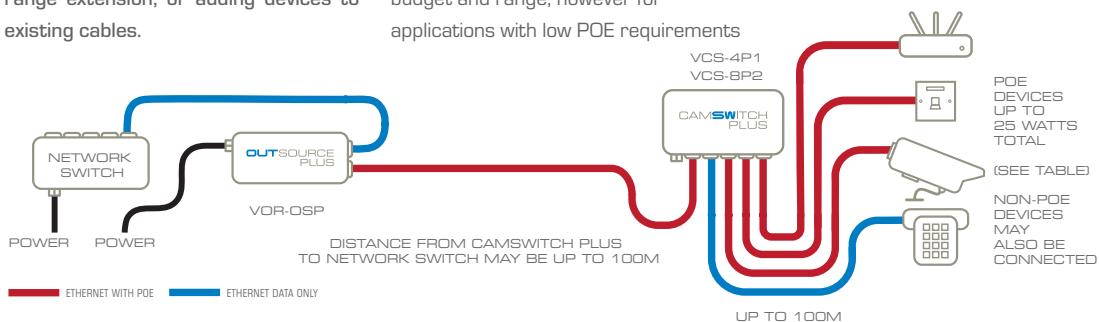 range extension, or adding devices to
existing cables.
budget and range, however for
applications with low POE requirements
VCS-4P1
VCS-8P2
CAMSWITCH
PLUS
NETWORK
SWITCH
OUTSOURCE
PLUS
VOR-OSP
POWER
POWER
DISTANCE FROM CAMSWITCH PLUS
TO NETWORK SWITCH MAY BE UP TO 100M
POE
DEVICES
UP TO
25 WATTS
TOTAL
(SEE TABLE)
NON-POE
DEVICES
MAY
ALSO BE
CONNECTED
ETHERNET WITH POE
ETHERNET DATA ONLY
UP TO 100M